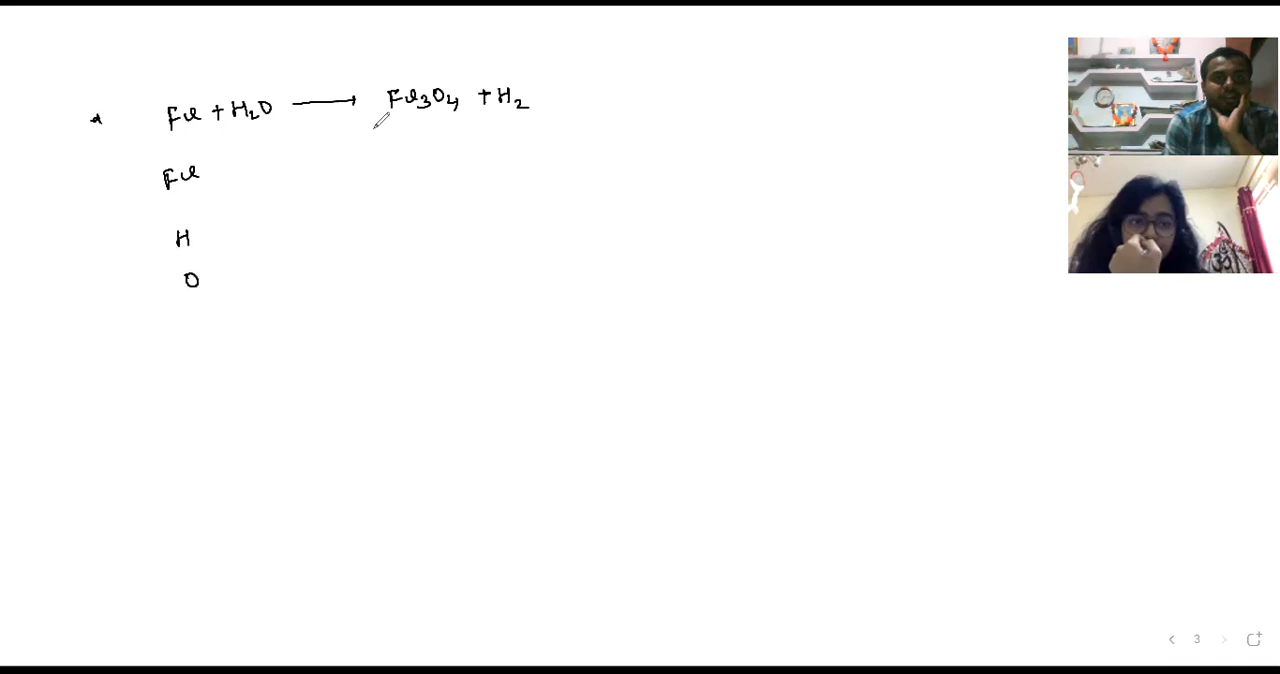 Fe + H₂O ⟶ Fe₃O₄ + H₂
Fe
H
O
3